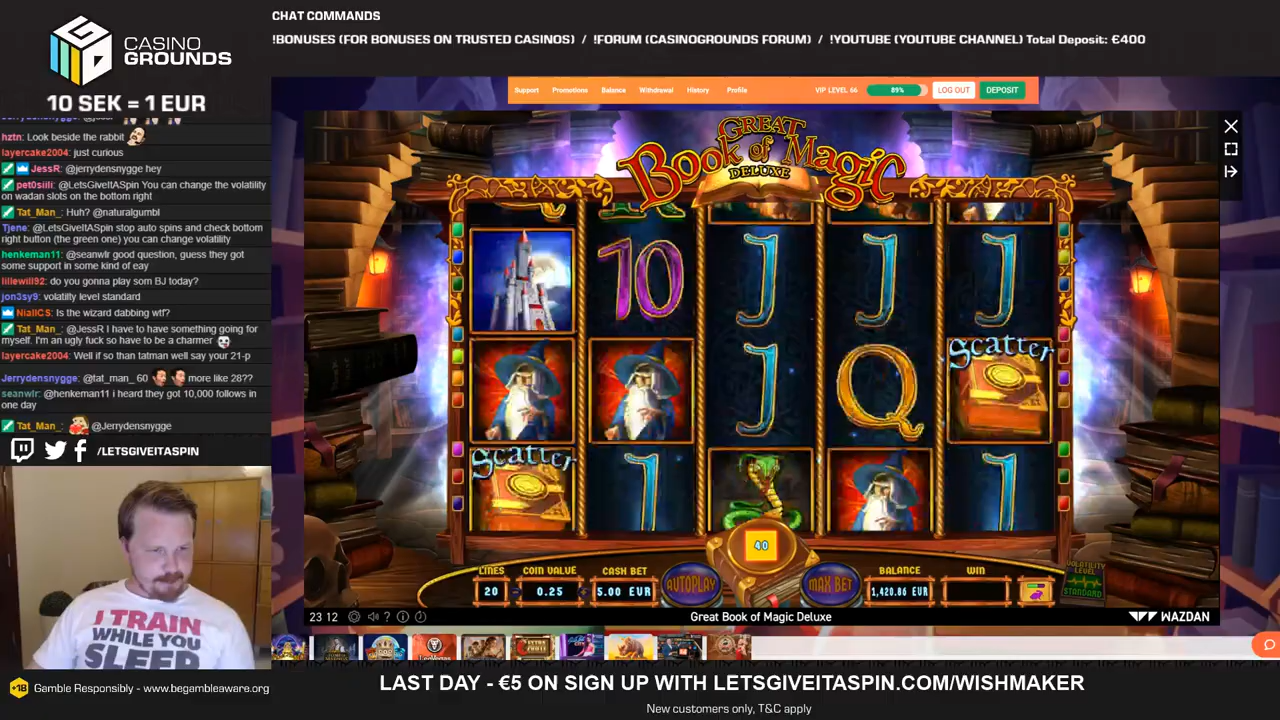 CASINO
GROUNDS
10 SEK = 1 EUR
CHAT COMMANDS
!BONUSES (FOR BONUSES ON TRUSTED CASINOS) / !FORUM (CASINOGROUNDS FORUM) / !YOUTUBE (YOUTUBE CHANNEL) Total Deposit: €400
Support Promotions Balance Withdrawal History Profile VIP LEVEL 66 89% LOG OUT DEPOSIT
hztn: Look beside the rabbit
layercake2004: just curious
JessR: @jerrydensnygge hey
pet0siili: @LetsGiveItASpin You can change the volatility
on wadan slots on the bottom right
Tat_Man_: Huh? @naturalgumbl
Tjene: @LetsGiveItASpin stop auto spins and check bottom
right button (the green one) you can change volatility
henkeman11: @seanwlr good question, guess they got
some support in some kind of eay
lillewill92: do you gonna play som BJ today?
jon3sy9: volatilty level standard
NiallCS: Is the wizard dabbing wtf?
Tat_Man_: @JessR I have to have something going for
myself. I'm an ugly fuck so have to be a charmer
layercake2004: Well if so than tatman well say your 21-p
Jerrydensnygge: @tat_man_ 60 more like 28??
seanwlr: @henkeman11 i heard they got 10,000 follows in
one day
Tat_Man_: @Jerrydensnygge
/LETSGIVEITASPIN
GREAT
Book of Magic
DELUXE
10 J J J
J Q Scatter
Scatter J J
40
LINES COIN VALUE CASH BET BALANCE WIN
20 0.25 5.00 EUR AUTOPLAY MAX BET 1,420.86 EUR
VOLATILITY
LEVEL
STANDARD
23 12 ? Great Book of Magic Deluxe WAZDAN
I TRAIN
WHILE YOU
SLEEP
+18 Gamble Responsibly - www.begambleaware.org
LAST DAY - €5 ON SIGN UP WITH LETSGIVEITASPIN.COM/WISHMAKER
New customers only, T&C apply